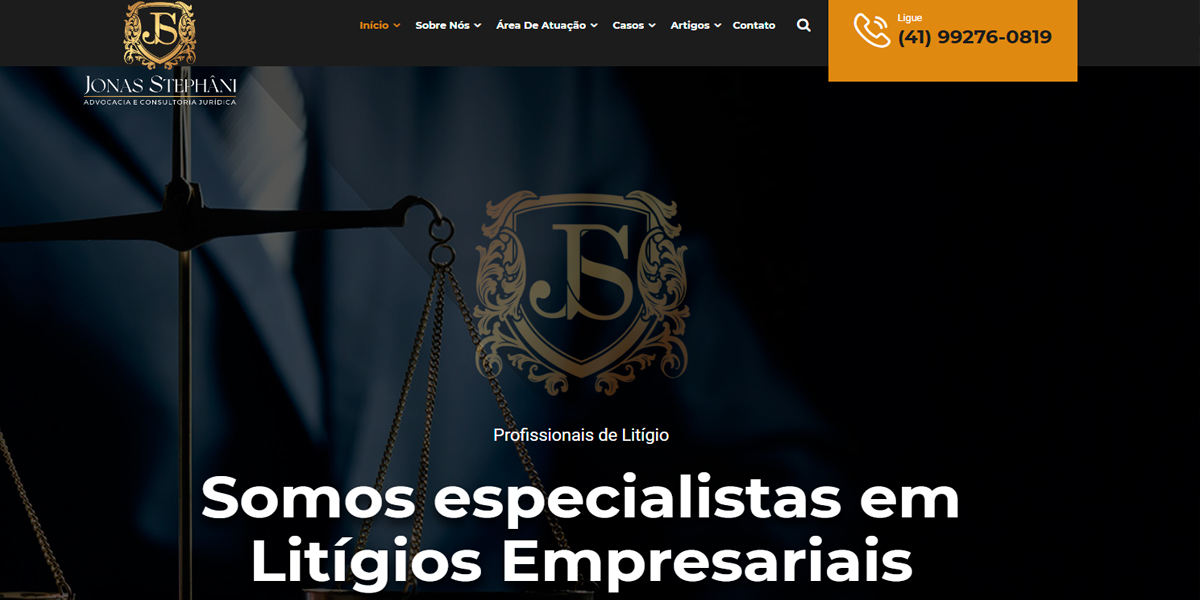 JS
JONAS STEPHÂNI
ADVOCACIA E CONSULTORIA JURÍDICA
Início
Sobre Nós
Área De Atuação
Casos
Artigos
Contato
Ligue
(41) 99276-0819
JS
Profissionais de Litígio
Somos especialistas em
Litígios Empresariais